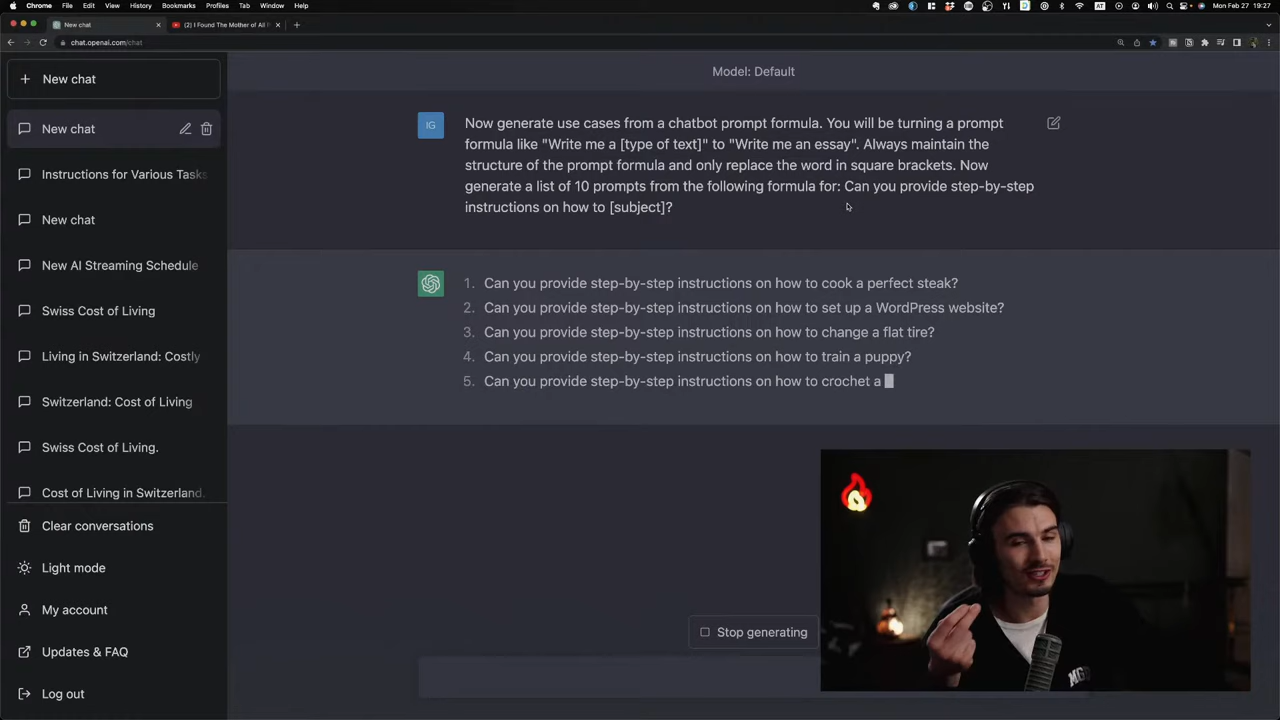 Chrome File Edit View History Bookmarks Profiles Tab Window Help
AT
Mon Feb 27 19:27
New chat
(2) I Found The Mother of All
chat.openai.com/chat
New chat
New chat
Instructions for Various Tasks
New chat
New AI Streaming Schedule
Swiss Cost of Living
Living in Switzerland: Costly
Switzerland: Cost of Living
Swiss Cost of Living.
Cost of Living in Switzerland.
Clear conversations
Light mode
My account
Updates & FAQ
Log out
Model: Default
IG
Now generate use cases from a chatbot prompt formula. You will be turning a prompt
formula like "Write me a [type of text]" to "Write me an essay". Always maintain the
structure of the prompt formula and only replace the word in square brackets. Now
generate a list of 10 prompts from the following formula for: Can you provide step-by-step
instructions on how to [subject]?
1. Can you provide step-by-step instructions on how to cook a perfect steak?
2. Can you provide step-by-step instructions on how to set up a WordPress website?
3. Can you provide step-by-step instructions on how to change a flat tire?
4. Can you provide step-by-step instructions on how to train a puppy?
5. Can you provide step-by-step instructions on how to crochet a
Stop generating